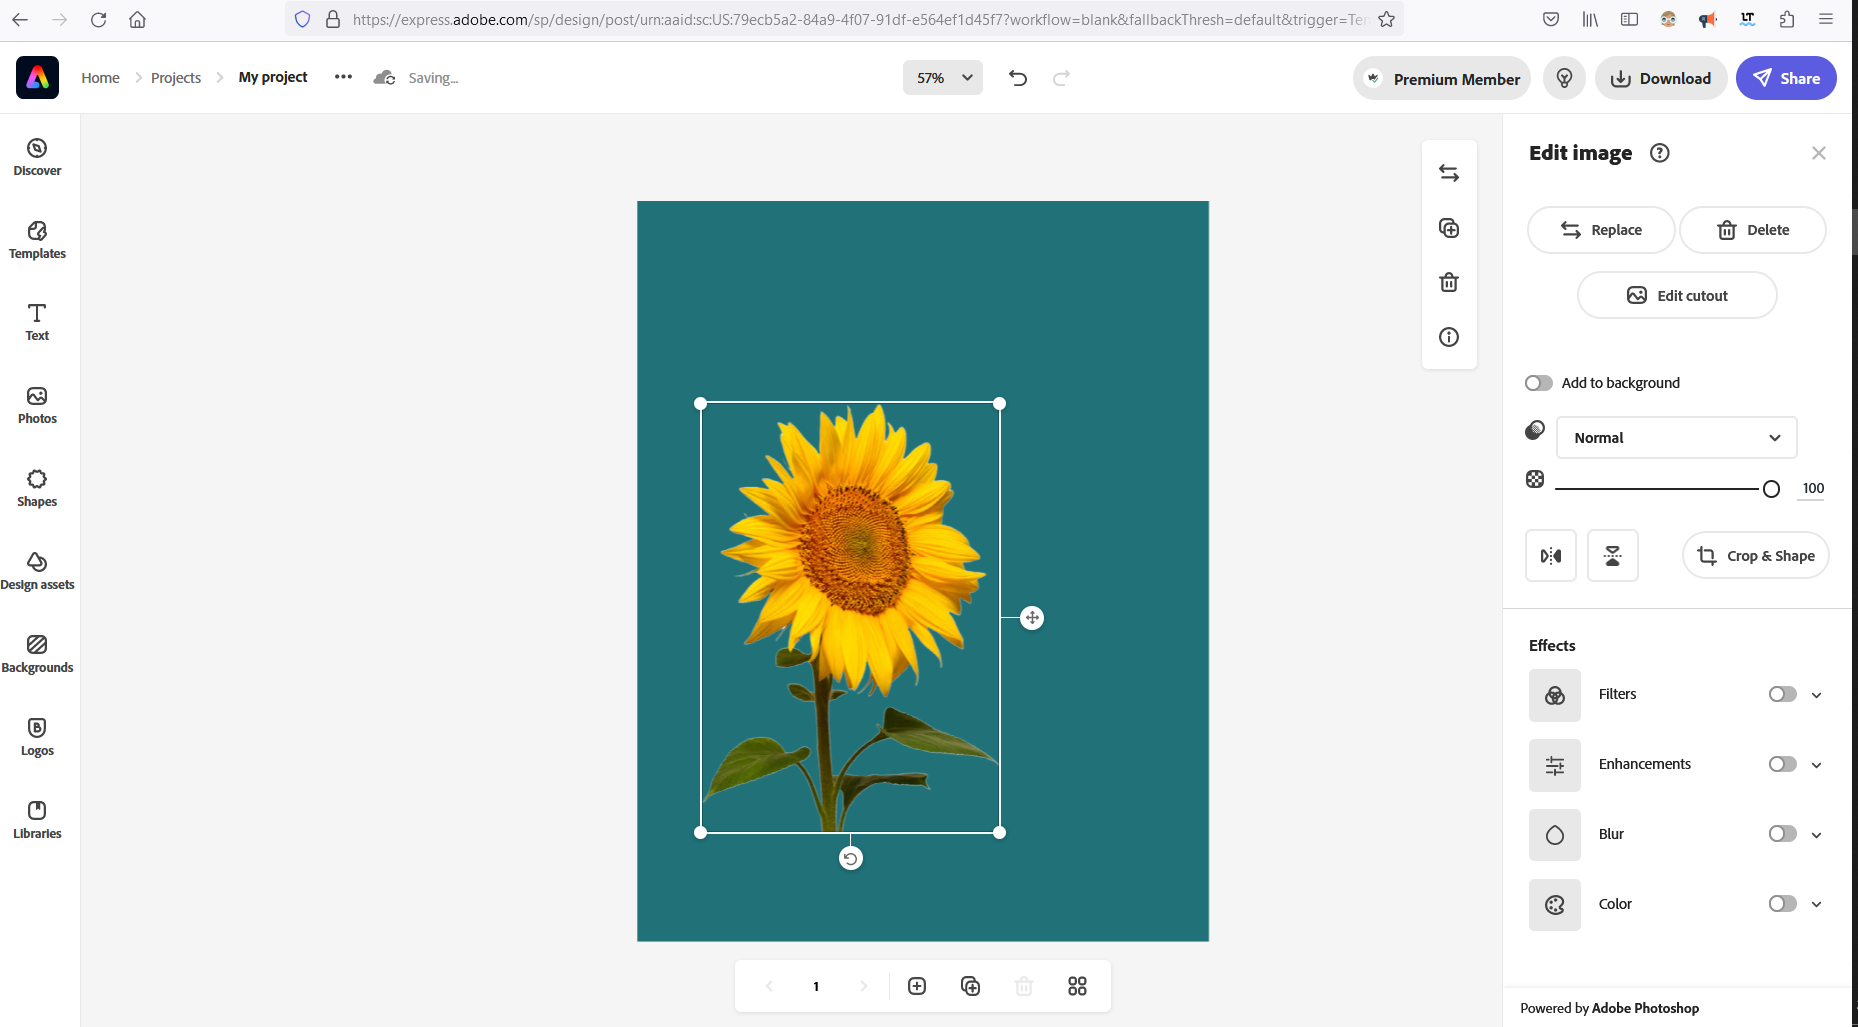 https://express.adobe.com/sp/design/post/urn:aaid:sc:US:79ecb5a2-84a9-4f07-91df-e564ef1d45f7?workflow=blank&fallbackThresh=default&trigger=Te
LT
Home
Projects
My project
Saving...
57%
Premium Member
Download
Share
Discover
Templates
Text
Photos
Shapes
Design assets
Backgrounds
Logos
Libraries
1
Edit image
Replace
Delete
Edit cutout
Add to background
Normal
100
Crop & Shape
Effects
Filters
Enhancements
Blur
Color
Powered by Adobe Photoshop